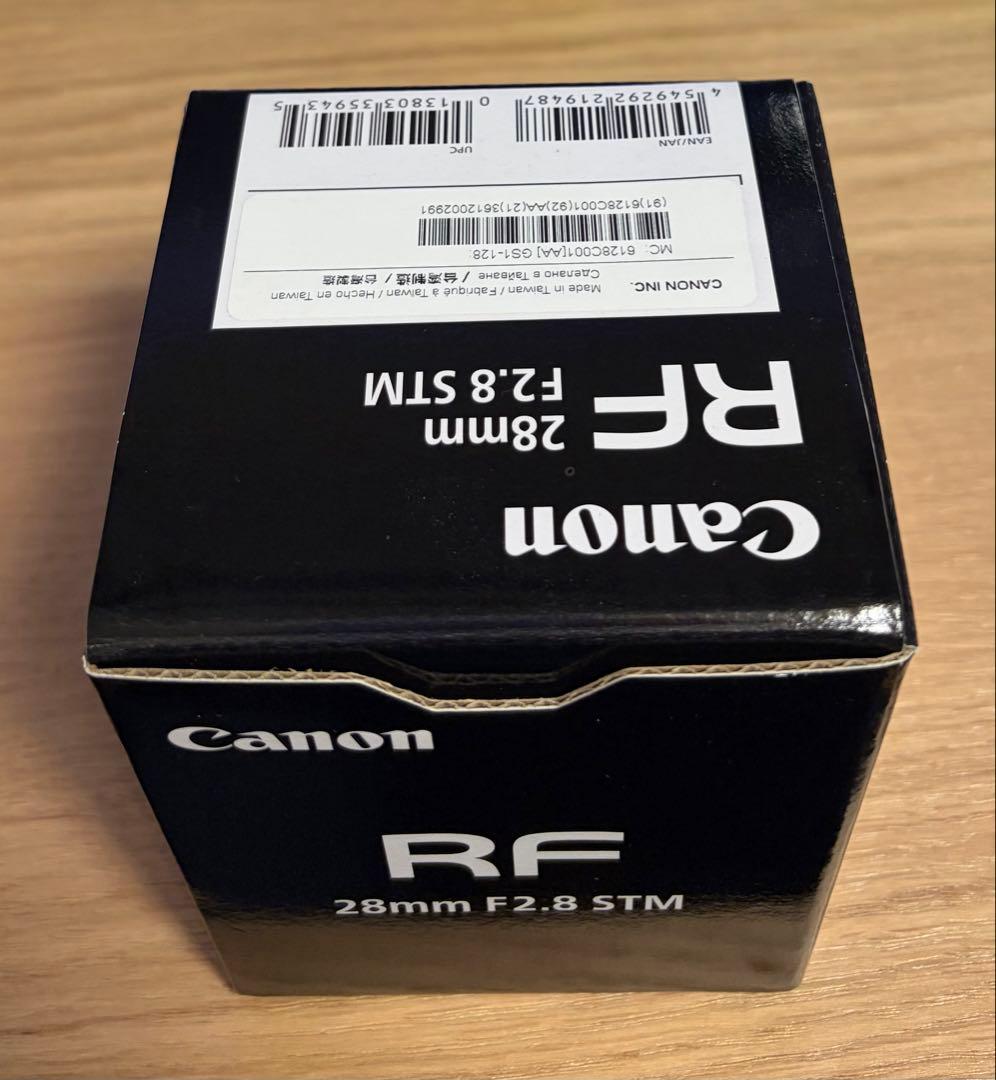 Canon
RF
28mm
F2.8 STM
CANON INC.
Made in Taiwan / Fabriqué à Taiwan / Hecho en Taiwan
Сделано в Тайване / 台湾制造 / 台灣製造
MC: 6128C001[AA] GS1-128:
(91)6128C001(92)AA(21)3612002991
EAN/JAN
4 549292 219487
UPC
0 13803 35943 5
Canon
RF
28mm F2.8 STM